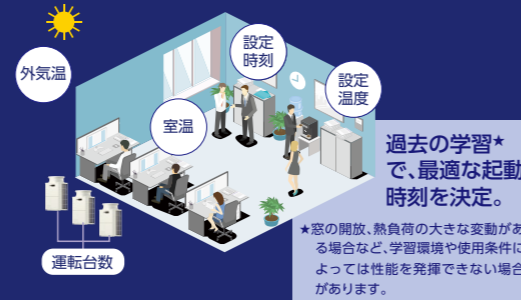 外気温
設定
時刻
設定
温度
室温
運転台数
過去の学習★
で、最適な起動
時刻を決定。
★窓の開放、熱負荷の大きな変動があ
る場合など、学習環境や使用条件に
よっては性能を発揮できない場合
があります。